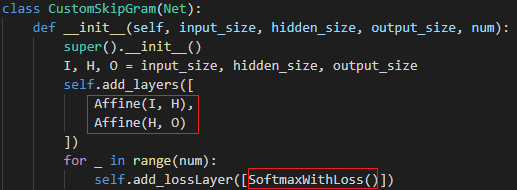 class CustomSkipGram(Net):
    def __init__(self, input_size, hidden_size, output_size, num):
        super().__init__()
        I, H, O = input_size, hidden_size, output_size
        self.add_layers([
            Affine(I, H),
            Affine(H, O)
        ])
        for _ in range(num):
            self.add_lossLayer([SoftmaxWithLoss()])